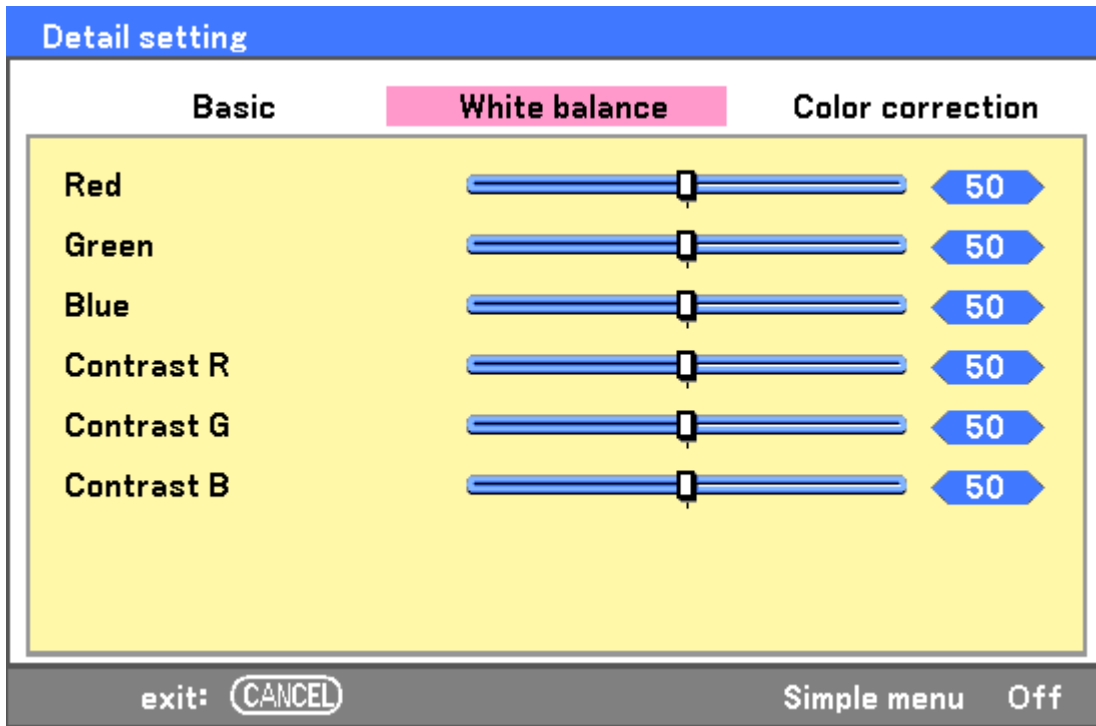 Detail setting
Basic White balance Color correction
Red 50
Green 50
Blue 50
Contrast R 50
Contrast G 50
Contrast B 50
exit: CANCEL Simple menu Off